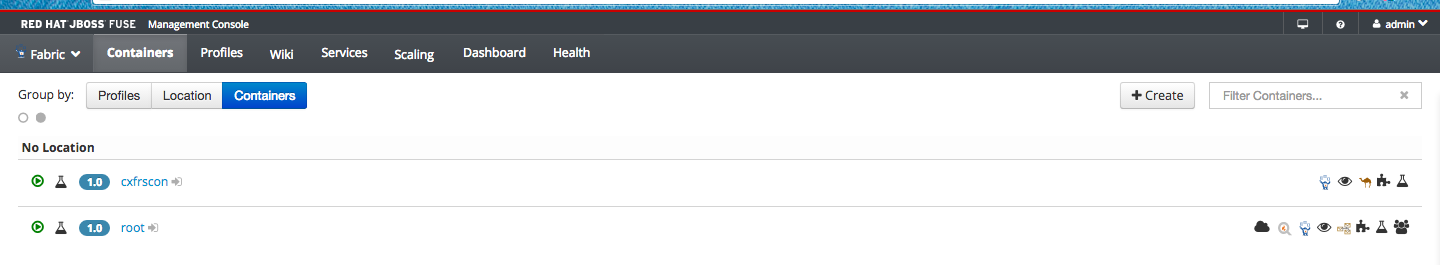 RED HAT JBOSS® FUSE Management Console admin
Fabric Containers Profiles Wiki Services Scaling Dashboard Health
Group by: Profiles Location Containers + Create Filter Containers...
No Location
1.0 cxfrscon
1.0 root